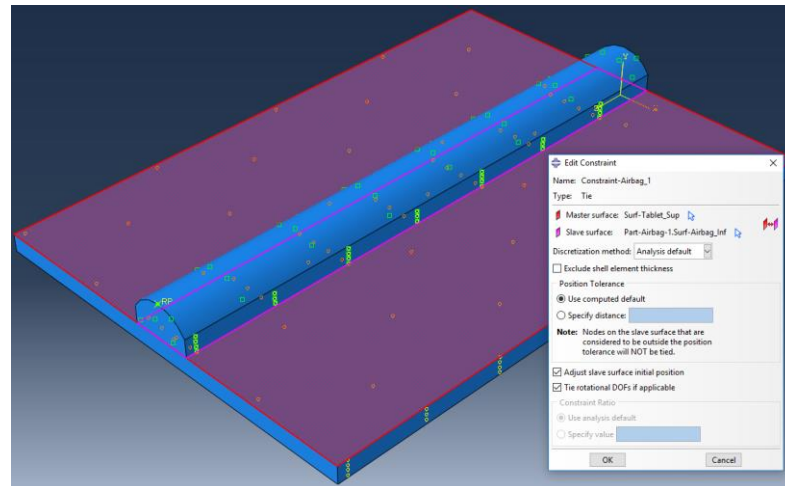 RP
Y
Edit Constraint
Name: Constraint-Airbag_1
Type: Tie
Master surface: Surf-Tablet_Sup
Slave surface: Part-Airbag-1.Surf-Airbag_Inf
Discretization method: Analysis default
Exclude shell element thickness
Position Tolerance
Use computed default
Specify distance:
Note: Nodes on the slave surface that are
considered to be outside the position
tolerance will NOT be tied.
Adjust slave surface initial position
Tie rotational DOFs if applicable
Constraint Ratio
Use analysis default
Specify value
OK Cancel